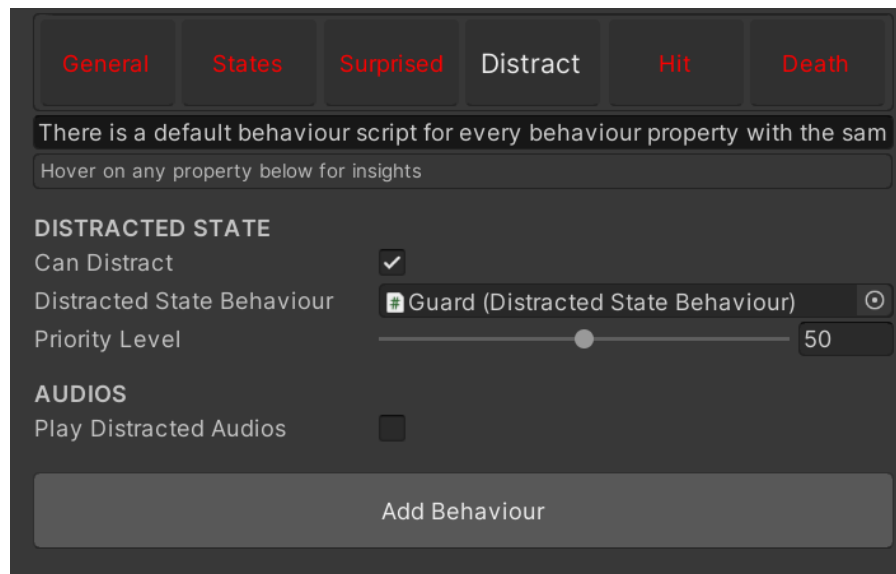 General States Surprised Distract Hit Death
There is a default behaviour script for every behaviour property with the sam
Hover on any property below for insights
DISTRACTED STATE
Can Distract
Distracted State Behaviour # Guard (Distracted State Behaviour)
Priority Level 50
AUDIOS
Play Distracted Audios
Add Behaviour